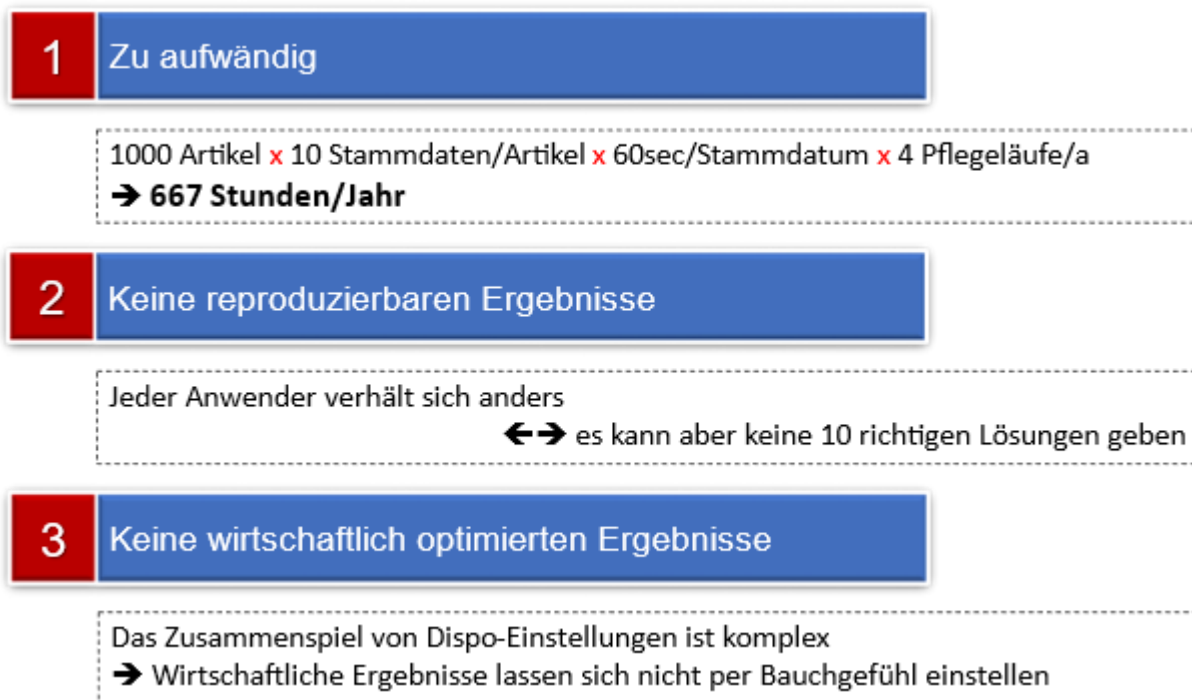 1 Zu aufwändig
1000 Artikel x 10 Stammdaten/Artikel x 60sec/Stammdatum x 4 Pflegeläufe/a
➔ 667 Stunden/Jahr
2 Keine reproduzierbaren Ergebnisse
Jeder Anwender verhält sich anders
🡨➔ es kann aber keine 10 richtigen Lösungen geben
3 Keine wirtschaftlich optimierten Ergebnisse
Das Zusammenspiel von Dispo-Einstellungen ist komplex
➔ Wirtschaftliche Ergebnisse lassen sich nicht per Bauchgefühl einstellen